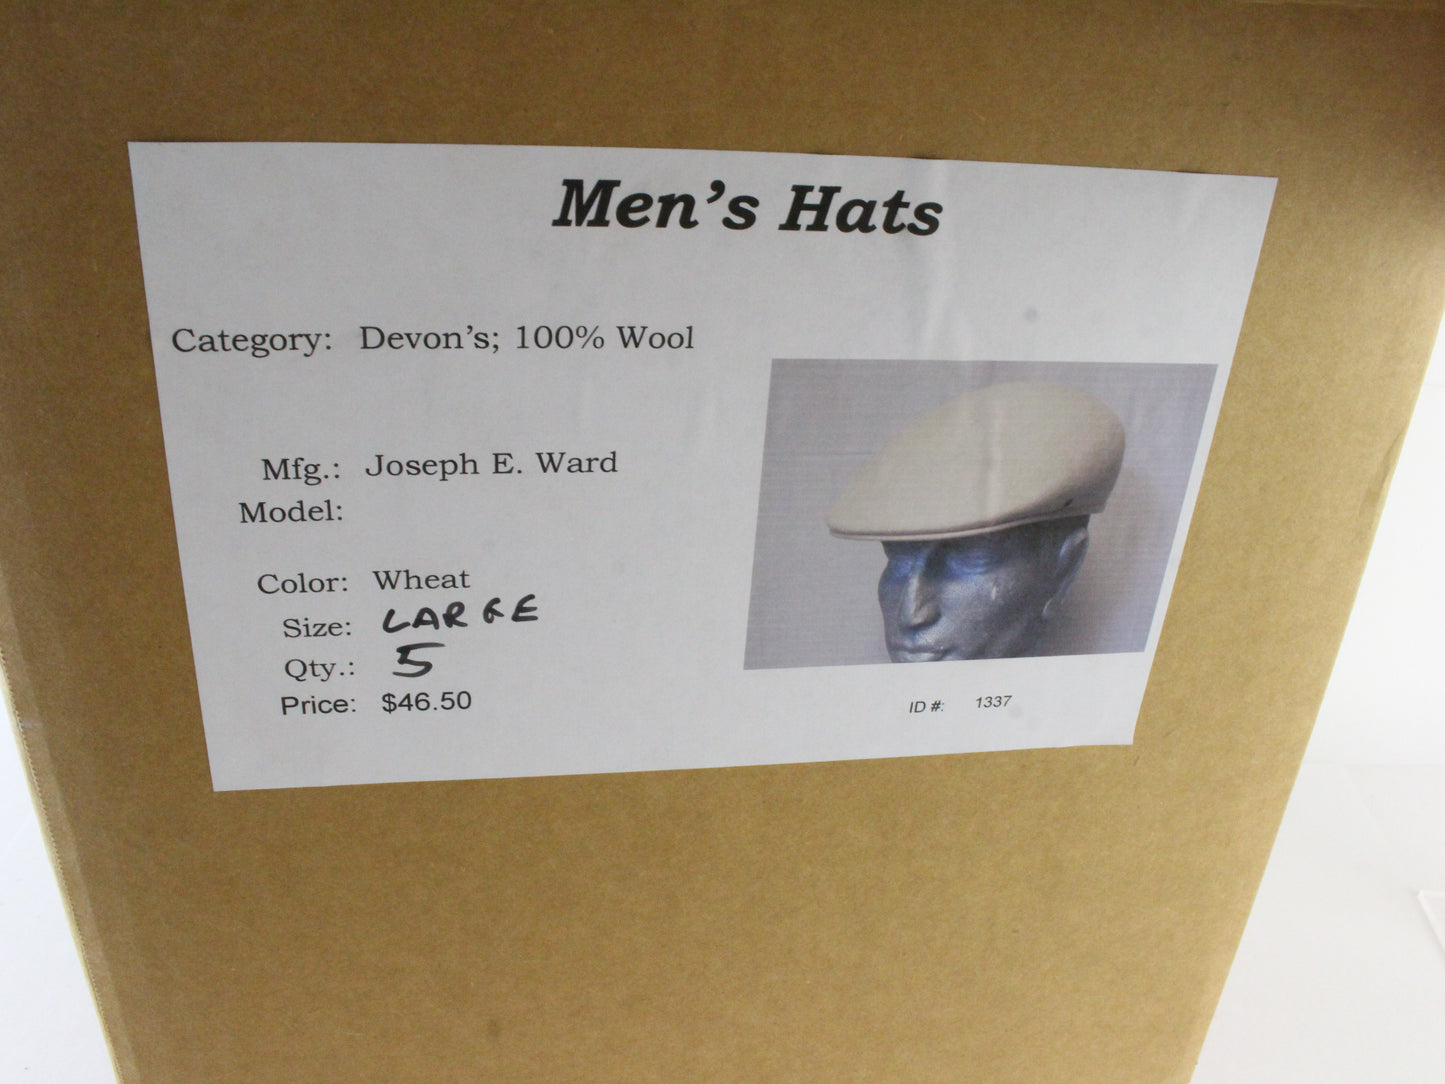 Men's Hats
Category: Devon's; 100% Wool
Mfg.: Joseph E. Ward
Model:
Color: Wheat
Size: LARGE
Qty.: 5
Price: $46.50
ID #: 1337